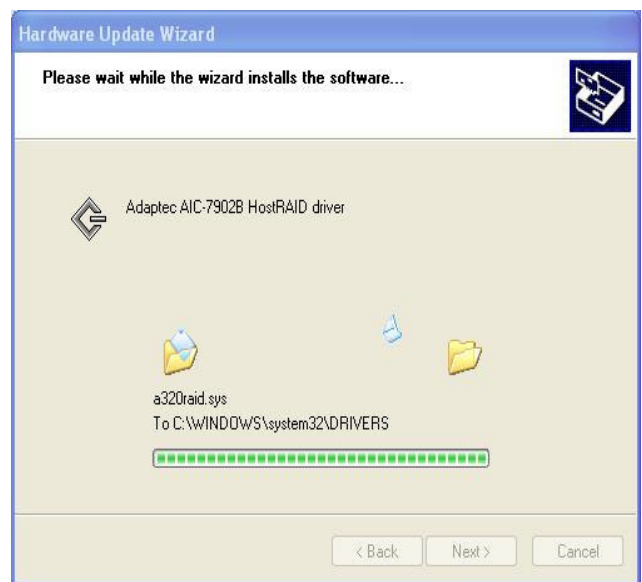 Hardware Update Wizard
Please wait while the wizard installs the software...
Adaptec AIC-7902B HostRAID driver
a320raid.sys
To C:\WINDOWS\system32\DRIVERS
< Back Next > Cancel